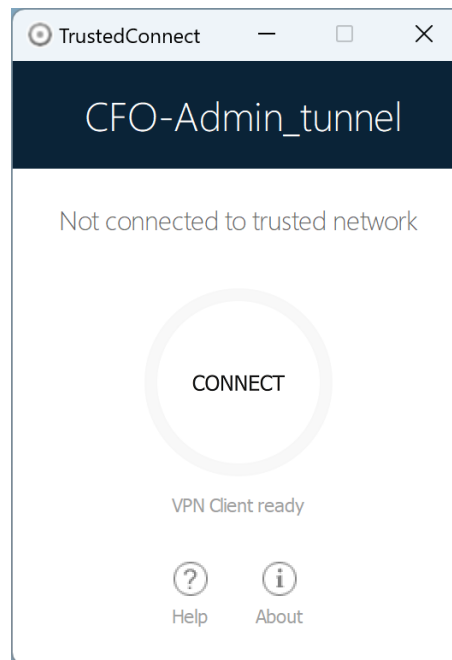 TrustedConnect
CFO-Admin_tunnel
Not connected to trusted network
CONNECT
VPN Client ready
Help About